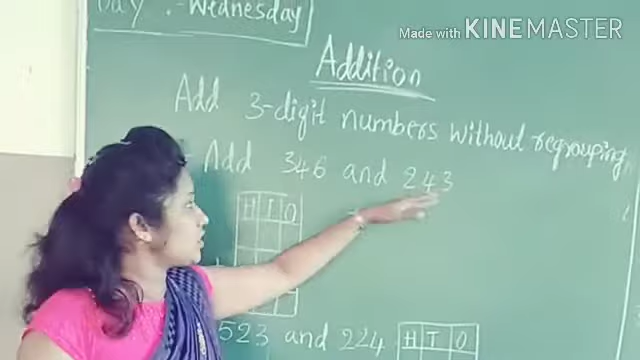 Day :- Wednesday
Made with KINEMASTER
Addition
Add 3-digit numbers without regrouping
Add 346 and 243
H T O
523 and 224 H T O